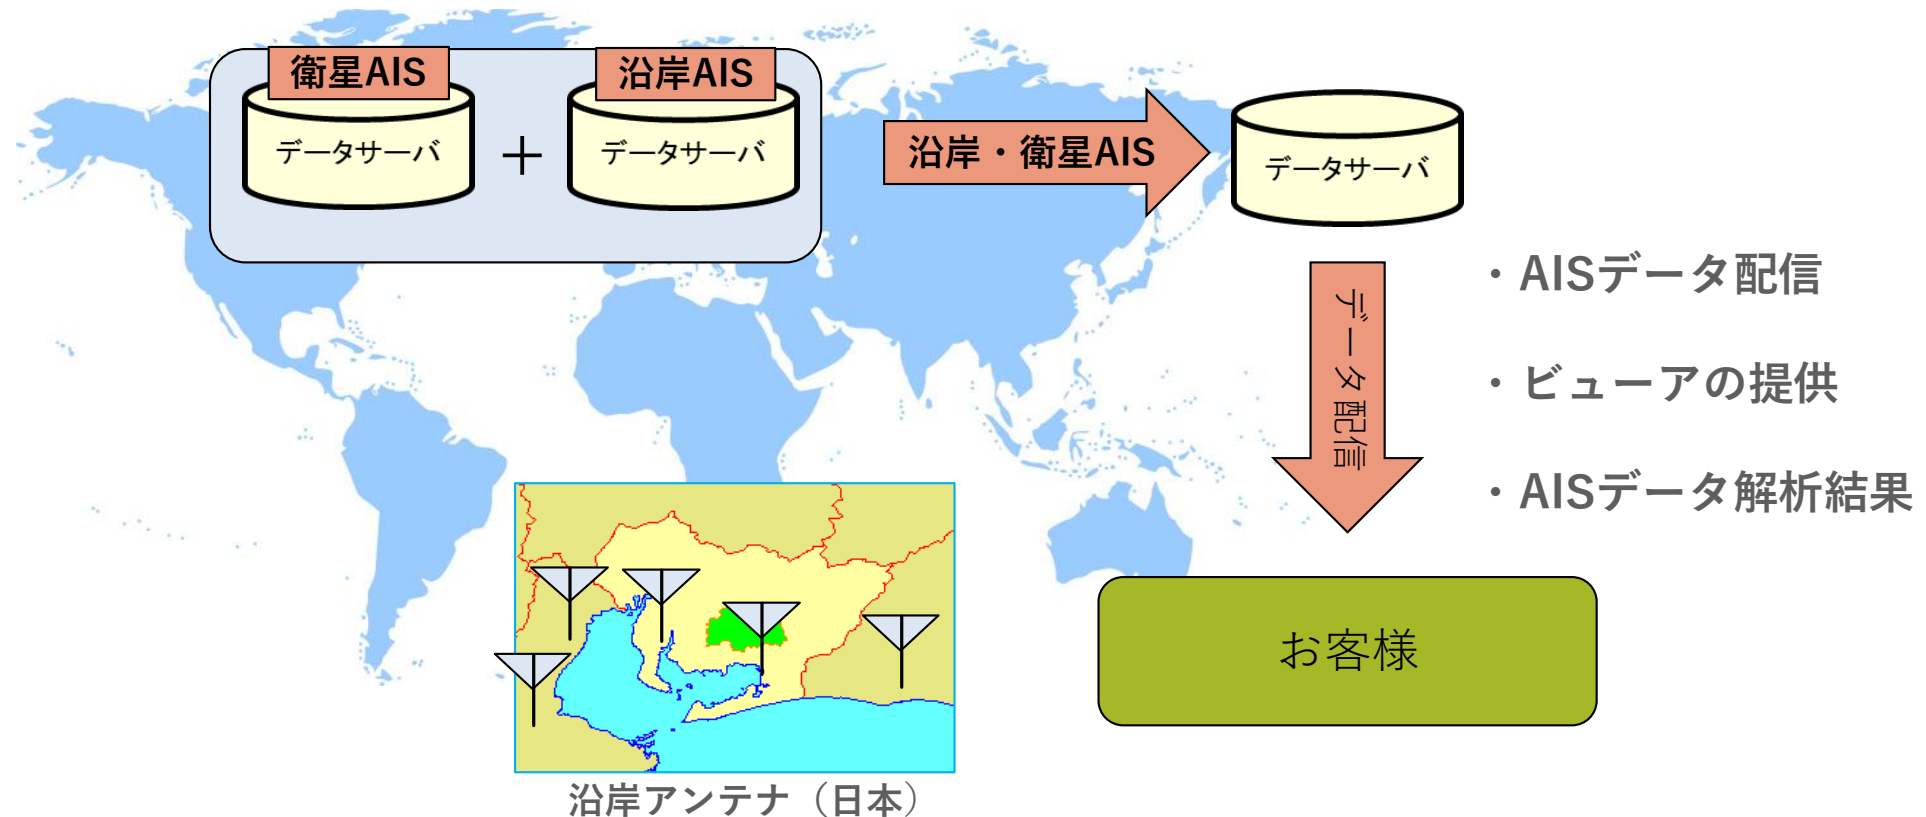 衛星AIS
沿岸AIS
データサーバ
+
データサーバ
沿岸・衛星AIS
データサーバ
データ配信
・AISデータ配信
・ビューアの提供
・AISデータ解析結果
お客様
沿岸アンテナ（日本）